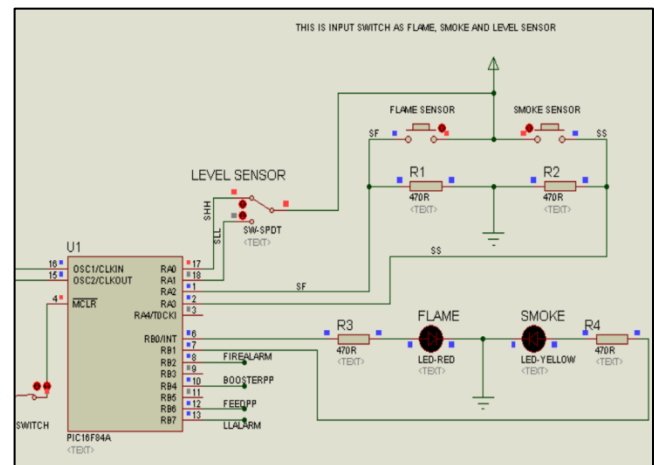 THIS IS INPUT SWITCH AS FLAME, SMOKE AND LEVEL SENSOR
FLAME SENSOR
SMOKE SENSOR
SF
SS
LEVEL SENSOR
R1
470R
<TEXT>
R2
470R
<TEXT>
SHH
SLL
SW-SPDT
<TEXT>
U1
16
OSC1/CLKIN
RA0
17
15
OSC2/CLKOUT
RA1
18
RA2
1
SF
SS
4
MCLR
RA3
2
RA4/T0CKI
3
RB0/INT
6
RB1
7
RB2
8
FIREALARM
RB3
9
RB4
10
BOOSTERPP
RB5
11
RB6
12
FEEDPP
RB7
13
LLALARM
SWITCH
PIC16F84A
<TEXT>
R3
470R
<TEXT>
FLAME
LED-RED
<TEXT>
SMOKE
LED-YELLOW
<TEXT>
R4
470R
<TEXT>